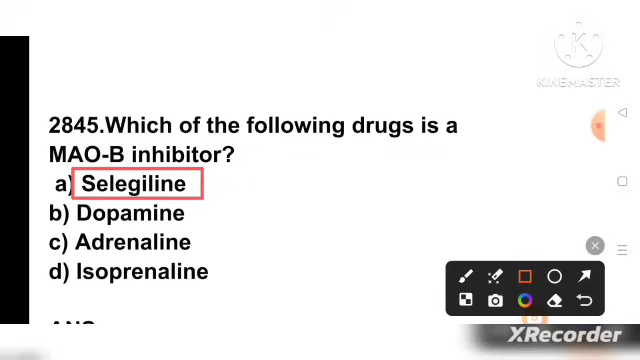 KINEMASTER
2845.Which of the following drugs is a
MAO-B inhibitor?
a) Selegiline
b) Dopamine
c) Adrenaline
d) Isoprenaline
XRecorder